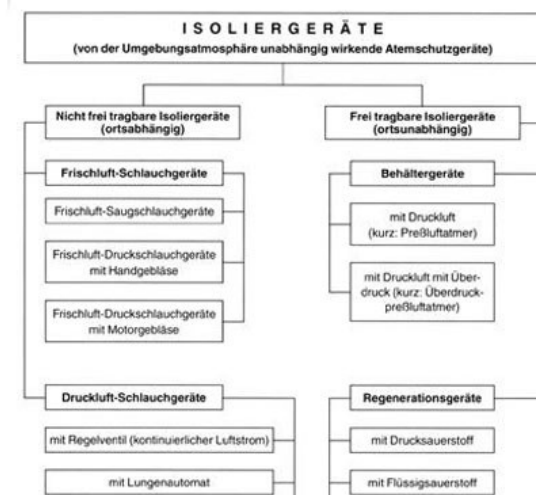 ISOLIERGERÄTE
(von der Umgebungsatmosphäre unabhängig wirkende Atemschutzgeräte)
Nicht frei tragbare Isoliergeräte
(ortsabhängig)
Frischluft-Schlauchgeräte
Frischluft-Saugschlauchgeräte
Frischluft-Druckschlauchgeräte
mit Handgebläse
Frischluft-Druckschlauchgeräte
mit Motorgebläse
Druckluft-Schlauchgeräte
mit Regelventil (kontinuierlicher Luftstrom)
mit Lungenautomat
Frei tragbare Isoliergeräte
(ortsunabhängig)
Behältergeräte
mit Druckluft
(kurz: Preßluftatmer)
mit Druckluft mit Über-
druck (kurz: Überdruck-
preßluftatmer)
Regenerationsgeräte
mit Drucksauerstoff
mit Flüssigsauerstoff